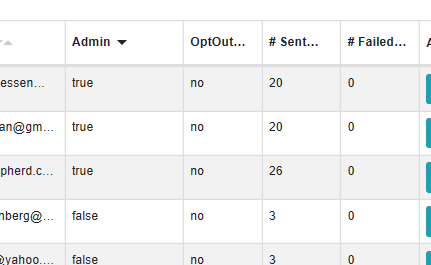 Admin OptOut... # Sent... # Failed...
essen... true no 20 0
an@gm... true no 20 0
pherd.c... true no 26 0
nberg@... false no 3 0
@yahoo.... false no 3 0